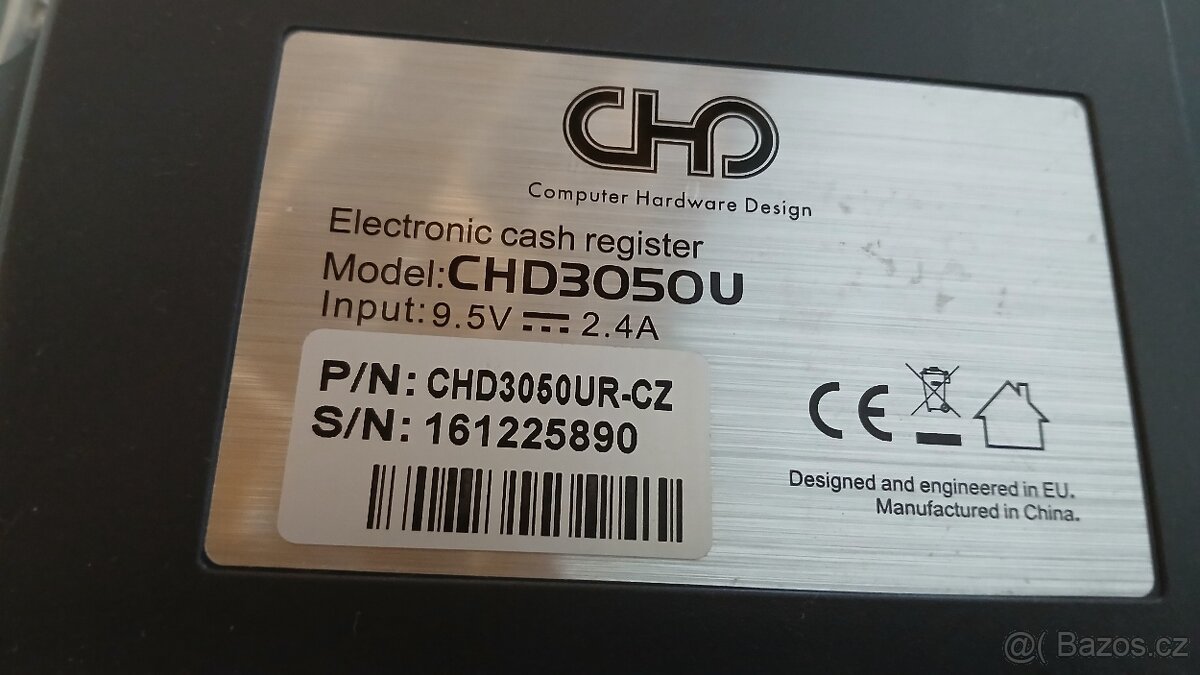 CHD
Computer Hardware Design
Electronic cash register
Model:CHD3050U
Input: 9.5V 2.4A
P/N: CHD3050UR-CZ
S/N: 161225890
CE
Designed and engineered in EU.
Manufactured in China.
@( Bazos.cz